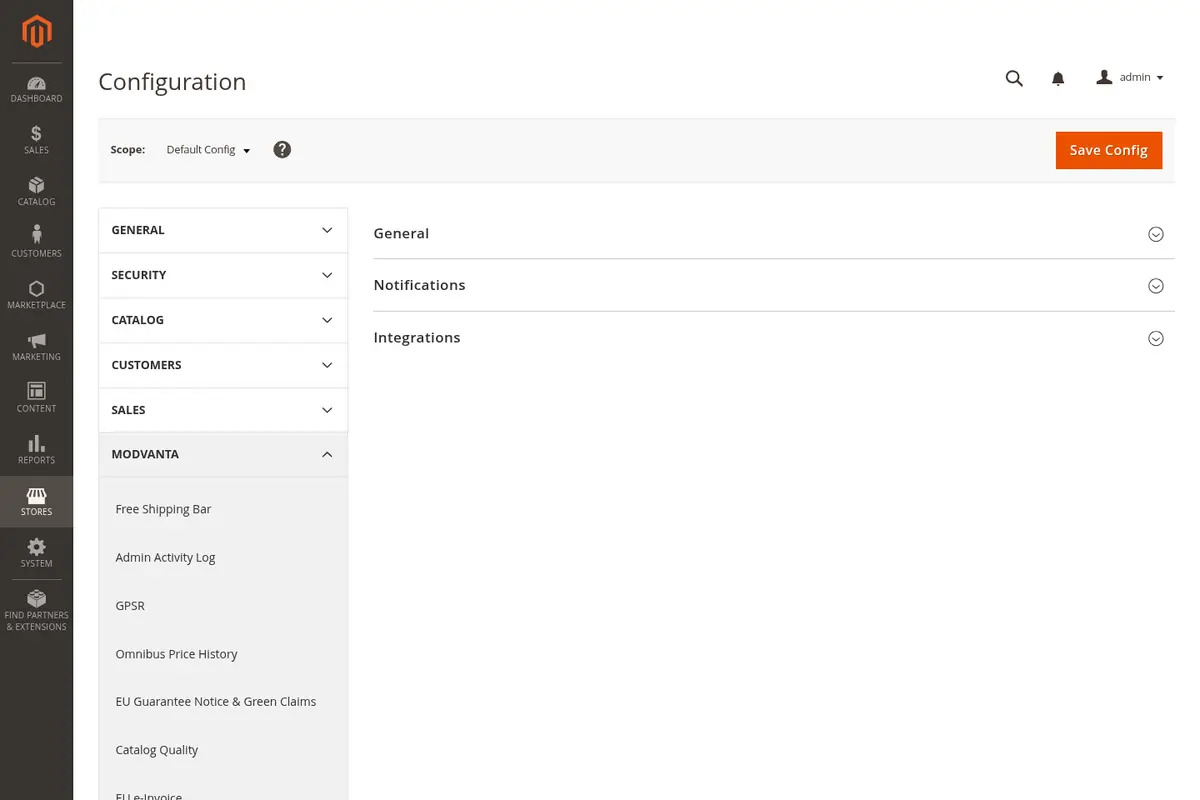 Configuration
admin
Scope: Default Config
Save Config
DASHBOARD
SALES
CATALOG
CUSTOMERS
MARKETPLACE
MARKETING
CONTENT
REPORTS
STORES
SYSTEM
FIND PARTNERS
& EXTENSIONS
GENERAL
SECURITY
CATALOG
CUSTOMERS
SALES
MODVANTA
Free Shipping Bar
Admin Activity Log
GPSR
Omnibus Price History
EU Guarantee Notice & Green Claims
Catalog Quality
EU e-Invoice
General
Notifications
Integrations